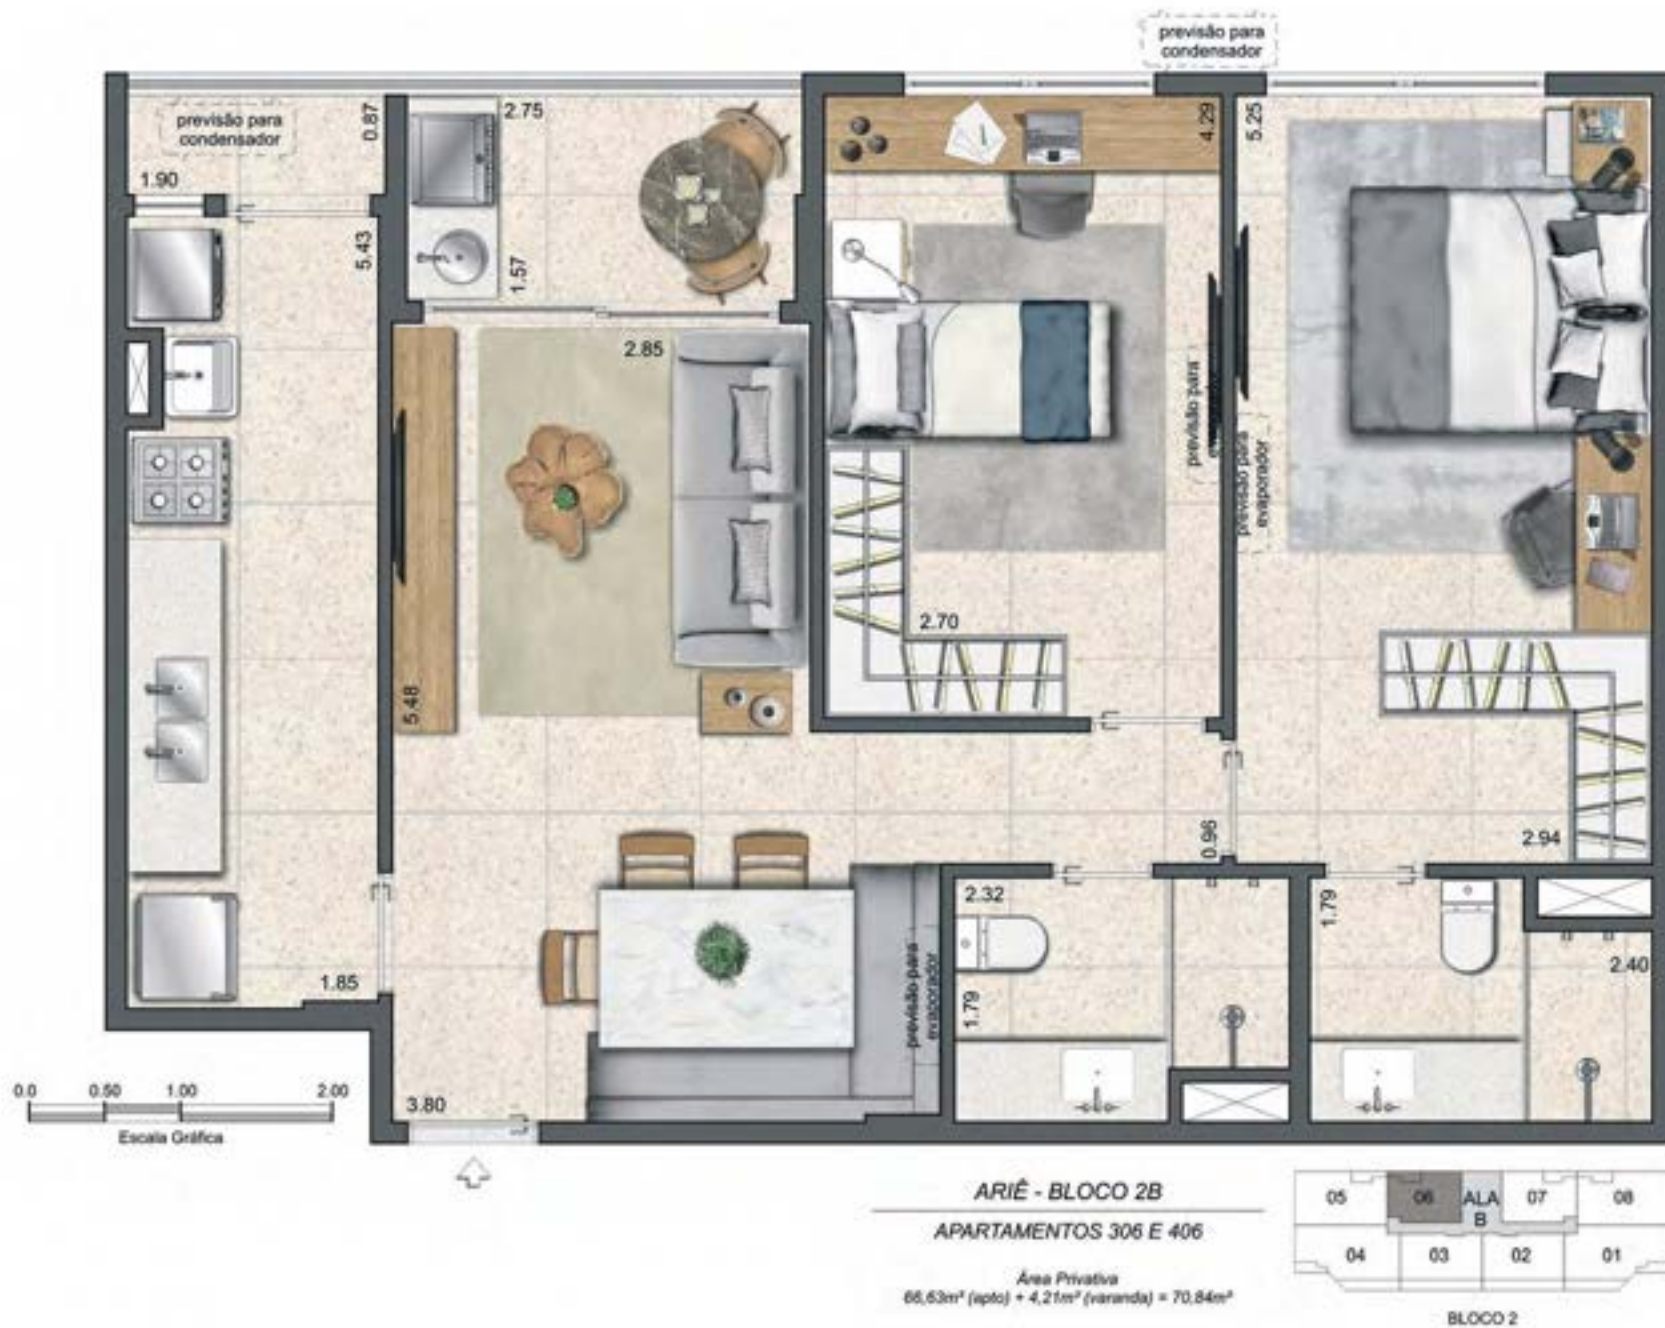 previsão para
condensador
previsão para
condensador
0.87
1.90
2.75
4.29
5.25
5.43
1.57
2.85
previsão para
previsão para
evaporador
2.70
5.48
0.96
2.94
2.32
1.79
1.79
2.40
1.85
previsão para
evaporador
3.80
0.0 0.50 1.00 2.00
Escala Gráfica
ARIÊ - BLOCO 2B
APARTAMENTOS 306 E 406
Área Privativa
66,63m² (apto) + 4,21m² (varanda) = 70,84m²
05 06 ALA 07 08
B
04 03 02 01
BLOCO 2